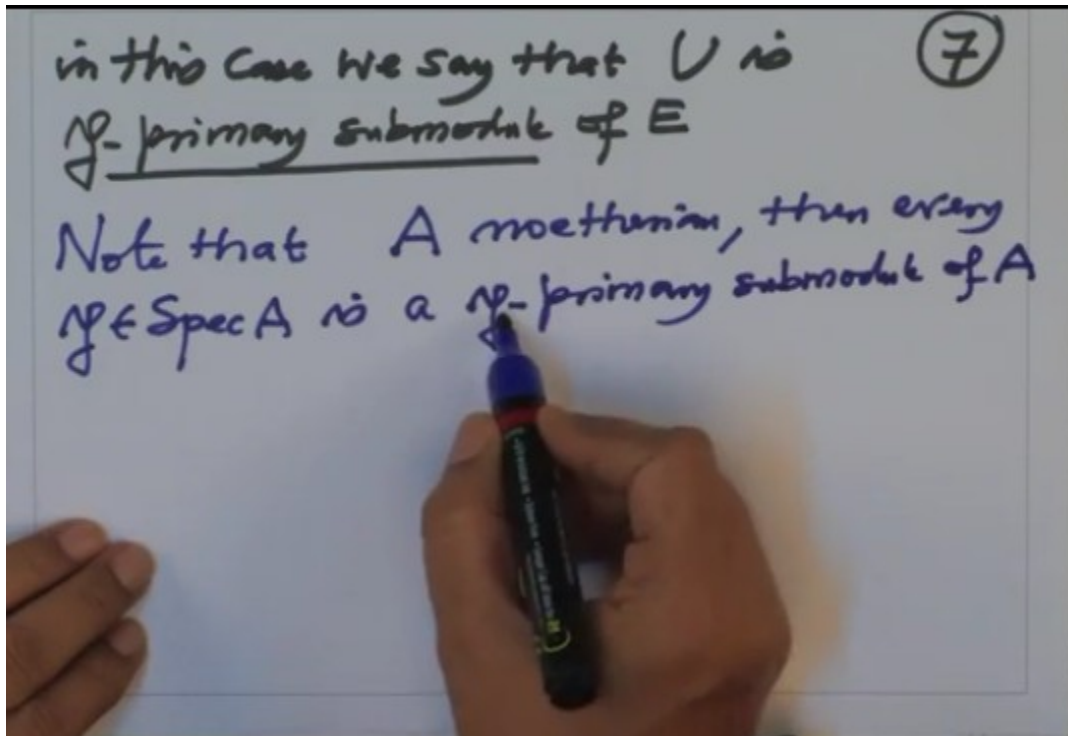 in this Case we say that U is ⑦
𝔭-primary submodule of E
Note that A noetherian, then every
𝔭 ∈ Spec A is a 𝔭-primary submodule of A